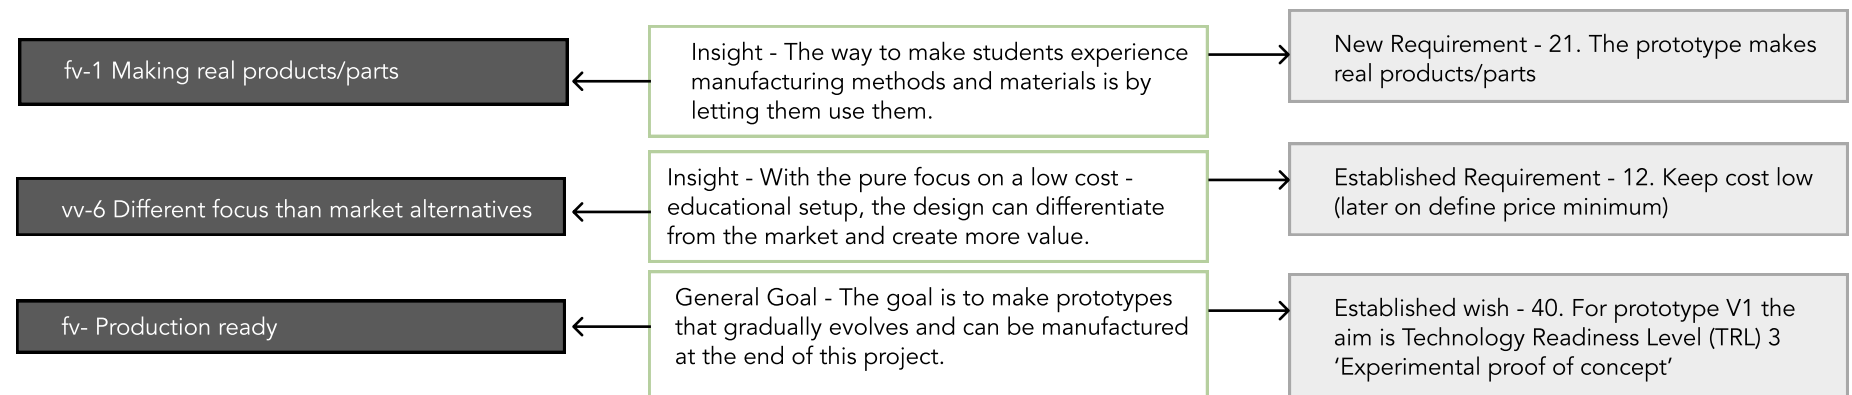 fv-1 Making real products/parts
Insight - The way to make students experience
manufacturing methods and materials is by
letting them use them.
New Requirement - 21. The prototype makes
real products/parts
vv-6 Different focus than market alternatives
Insight - With the pure focus on a low cost -
educational setup, the design can differentiate
from the market and create more value.
Established Requirement - 12. Keep cost low
(later on define price minimum)
fv- Production ready
General Goal - The goal is to make prototypes
that gradually evolves and can be manufactured
at the end of this project.
Established wish - 40. For prototype V1 the
aim is Technology Readiness Level (TRL) 3
‘Experimental proof of concept’